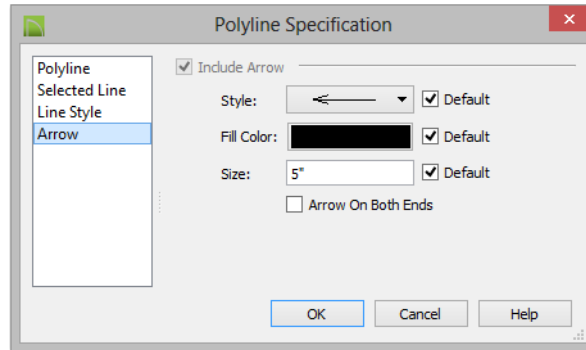 Polyline Specification
Polyline
Selected Line
Line Style
Arrow
Include Arrow
Style: Default
Fill Color: Default
Size: 5" Default
Arrow On Both Ends
OK Cancel Help